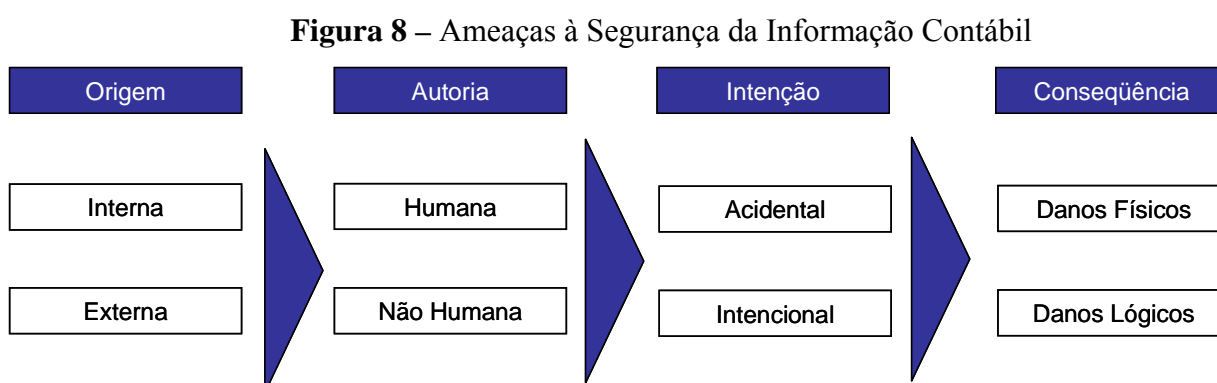 Figura 8 – Ameaças à Segurança da Informação Contábil
Origem Autoria Intenção Conseqüência
Interna Humana Acidental Danos Físicos
Externa Não Humana Intencional Danos Lógicos